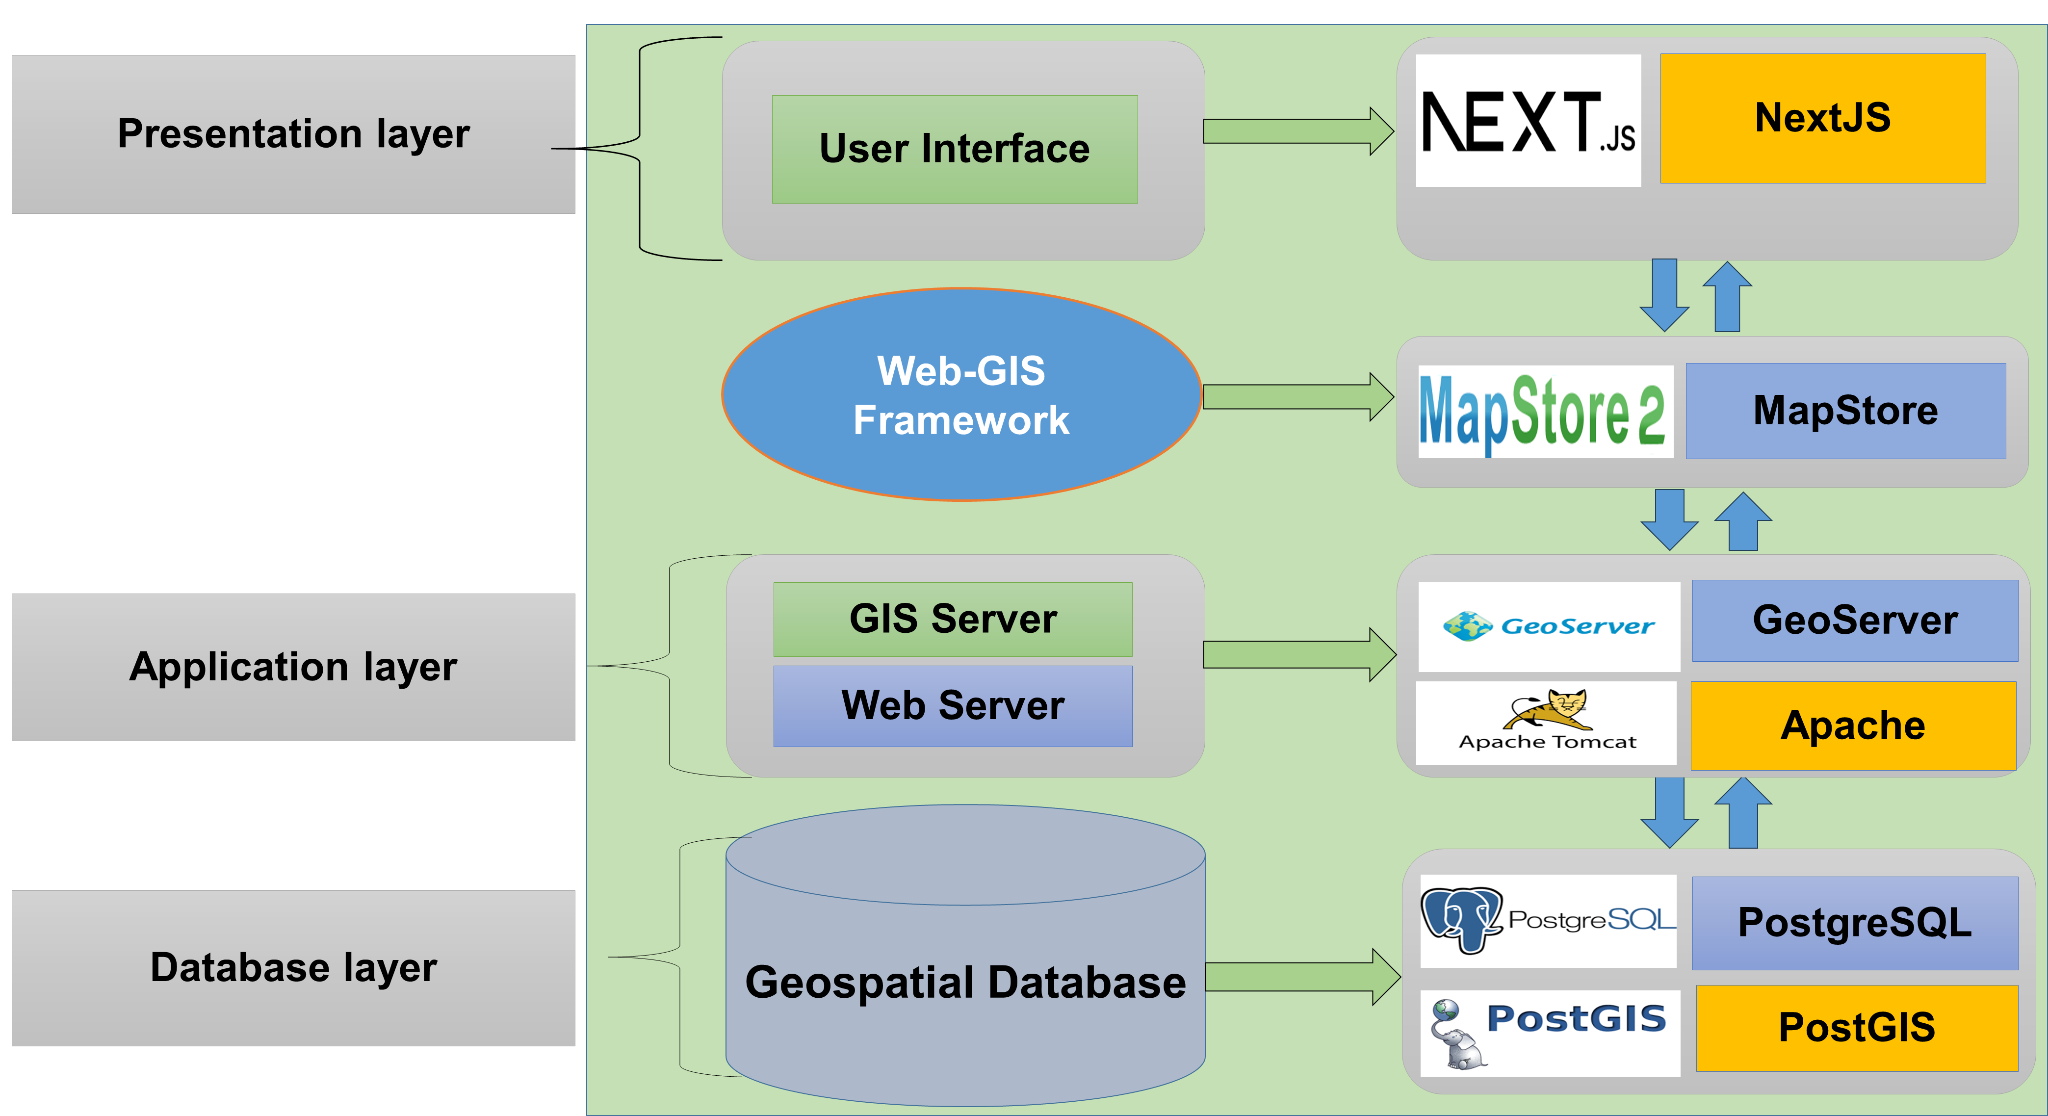 Presentation layer
User Interface
NEXT.JS
NextJS
Web-GIS
Framework
MapStore2
MapStore
Application layer
GIS Server
Web Server
GeoServer
GeoServer
Apache Tomcat
Apache
Database layer
Geospatial Database
PostgreSQL
PostgreSQL
PostGIS
PostGIS